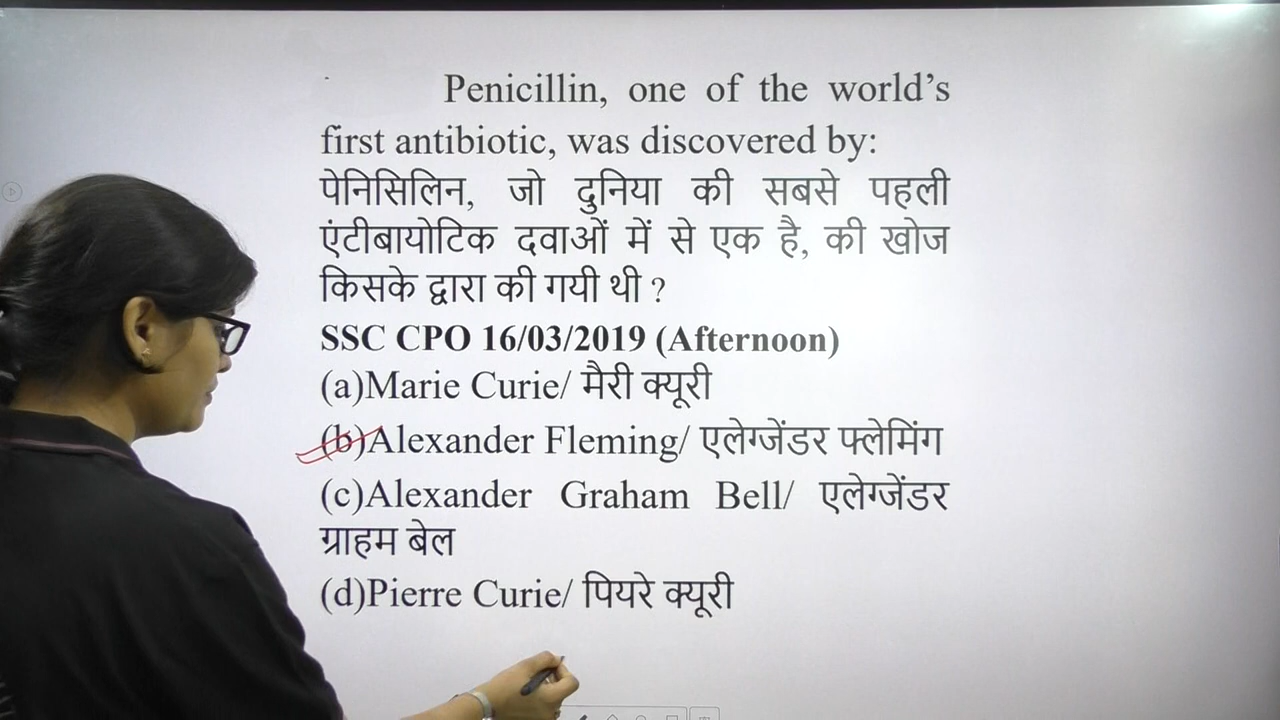 Penicillin, one of the world’s
first antibiotic, was discovered by:
पेनिसिलिन, जो दुनिया की सबसे पहली
एंटीबायोटिक दवाओं में से एक है, की खोज
किसके द्वारा की गयी थी ?
SSC CPO 16/03/2019 (Afternoon)
(a)Marie Curie/ मैरी क्यूरी
(b)Alexander Fleming/ एलेग्जेंडर फ्लेमिंग
(c)Alexander Graham Bell/ एलेग्जेंडर
ग्राहम बेल
(d)Pierre Curie/ पियरे क्यूरी